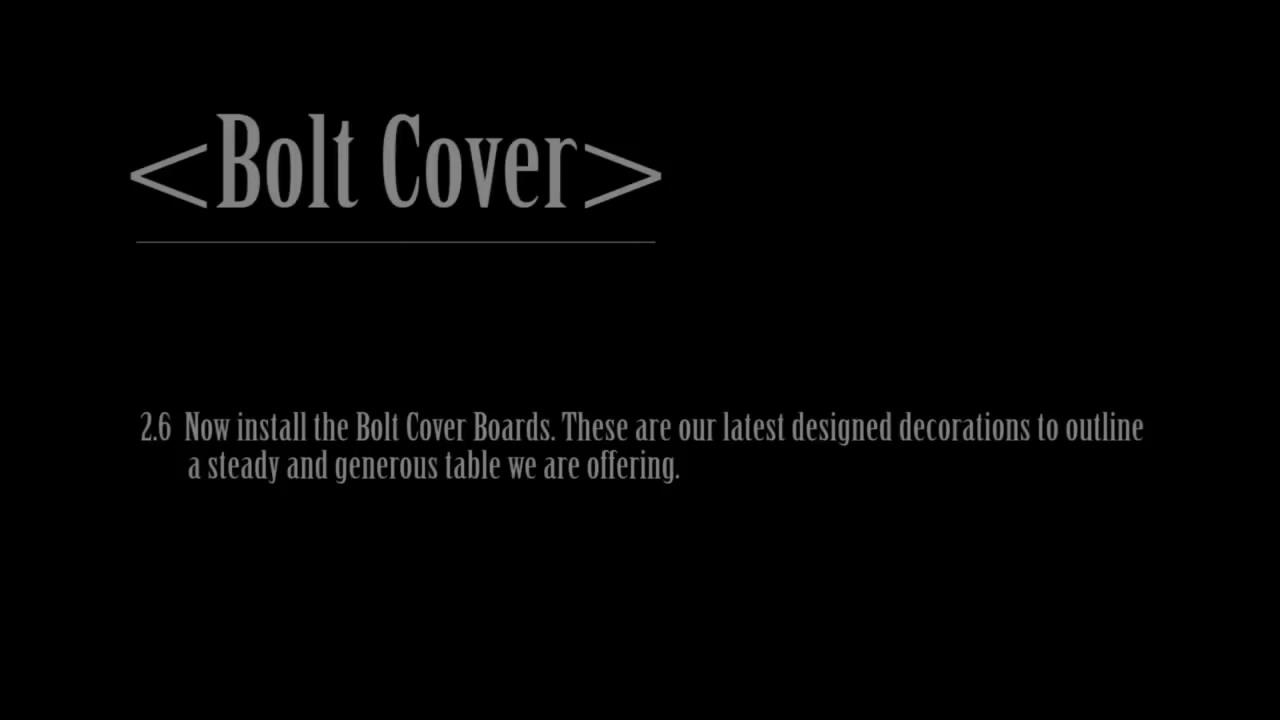 <Bolt Cover>
2.6 Now install the Bolt Cover Boards. These are our latest designed decorations to outline
a steady and generous table we are offering.